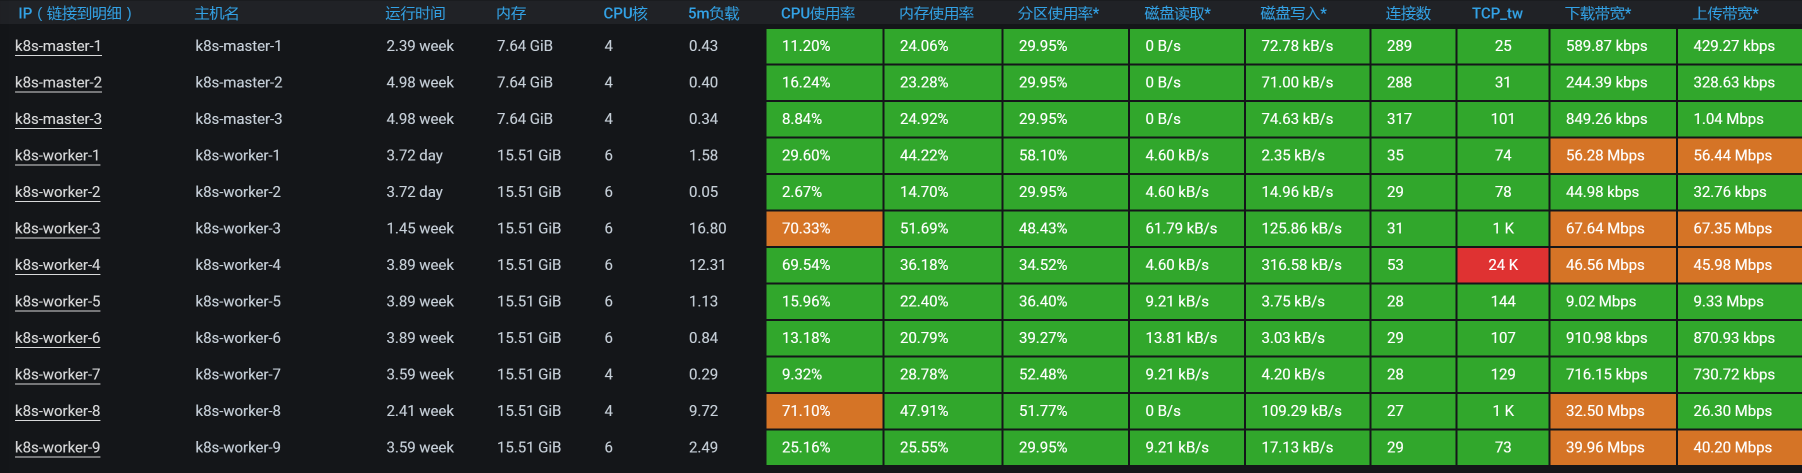 IP（链接到明细） 主机名 运行时间 内存 CPU核 5m负载 CPU使用率 内存使用率 分区使用率* 磁盘读取* 磁盘写入* 连接数 TCP_tw 下载带宽* 上传带宽*
k8s-master-1 k8s-master-1 2.39 week 7.64 GiB 4 0.43 11.20% 24.06% 29.95% 0 B/s 72.78 kB/s 289 25 589.87 kbps 429.27 kbps
k8s-master-2 k8s-master-2 4.98 week 7.64 GiB 4 0.40 16.24% 23.28% 29.95% 0 B/s 71.00 kB/s 288 31 244.39 kbps 328.63 kbps
k8s-master-3 k8s-master-3 4.98 week 7.64 GiB 4 0.34 8.84% 24.92% 29.95% 0 B/s 74.63 kB/s 317 101 849.26 kbps 1.04 Mbps
k8s-worker-1 k8s-worker-1 3.72 day 15.51 GiB 6 1.58 29.60% 44.22% 58.10% 4.60 kB/s 2.35 kB/s 35 74 56.28 Mbps 56.44 Mbps
k8s-worker-2 k8s-worker-2 3.72 day 15.51 GiB 6 0.05 2.67% 14.70% 29.95% 4.60 kB/s 14.96 kB/s 29 78 44.98 kbps 32.76 kbps
k8s-worker-3 k8s-worker-3 1.45 week 15.51 GiB 6 16.80 70.33% 51.69% 48.43% 61.79 kB/s 125.86 kB/s 31 1 K 67.64 Mbps 67.35 Mbps
k8s-worker-4 k8s-worker-4 3.89 week 15.51 GiB 6 12.31 69.54% 36.18% 34.52% 4.60 kB/s 316.58 kB/s 53 24 K 46.56 Mbps 45.98 Mbps
k8s-worker-5 k8s-worker-5 3.89 week 15.51 GiB 6 1.13 15.96% 22.40% 36.40% 9.21 kB/s 3.75 kB/s 28 144 9.02 Mbps 9.33 Mbps
k8s-worker-6 k8s-worker-6 3.89 week 15.51 GiB 6 0.84 13.18% 20.79% 39.27% 13.81 kB/s 3.03 kB/s 29 107 910.98 kbps 870.93 kbps
k8s-worker-7 k8s-worker-7 3.59 week 15.51 GiB 4 0.29 9.32% 28.78% 52.48% 9.21 kB/s 4.20 kB/s 28 129 716.15 kbps 730.72 kbps
k8s-worker-8 k8s-worker-8 2.41 week 15.51 GiB 4 9.72 71.10% 47.91% 51.77% 0 B/s 109.29 kB/s 27 1 K 32.50 Mbps 26.30 Mbps
k8s-worker-9 k8s-worker-9 3.59 week 15.51 GiB 6 2.49 25.16% 25.55% 29.95% 9.21 kB/s 17.13 kB/s 29 73 39.96 Mbps 40.20 Mbps